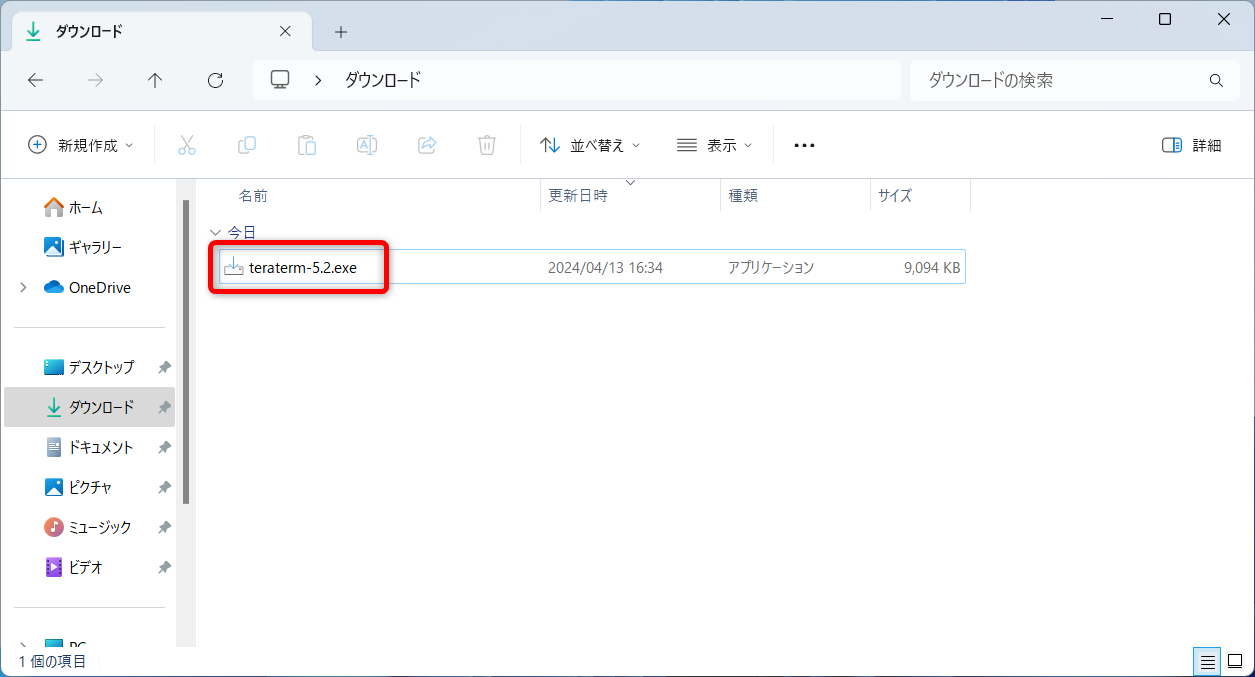 ダウンロード
ダウンロード
ダウンロードの検索
新規作成
並べ替え
表示
詳細
名前
更新日時
種類
サイズ
ホーム
ギャラリー
OneDrive
デスクトップ
ダウンロード
ドキュメント
ピクチャ
ミュージック
ビデオ
PC
今日
teraterm-5.2.exe
2024/04/13 16:34
アプリケーション
9,094 KB
1 個の項目